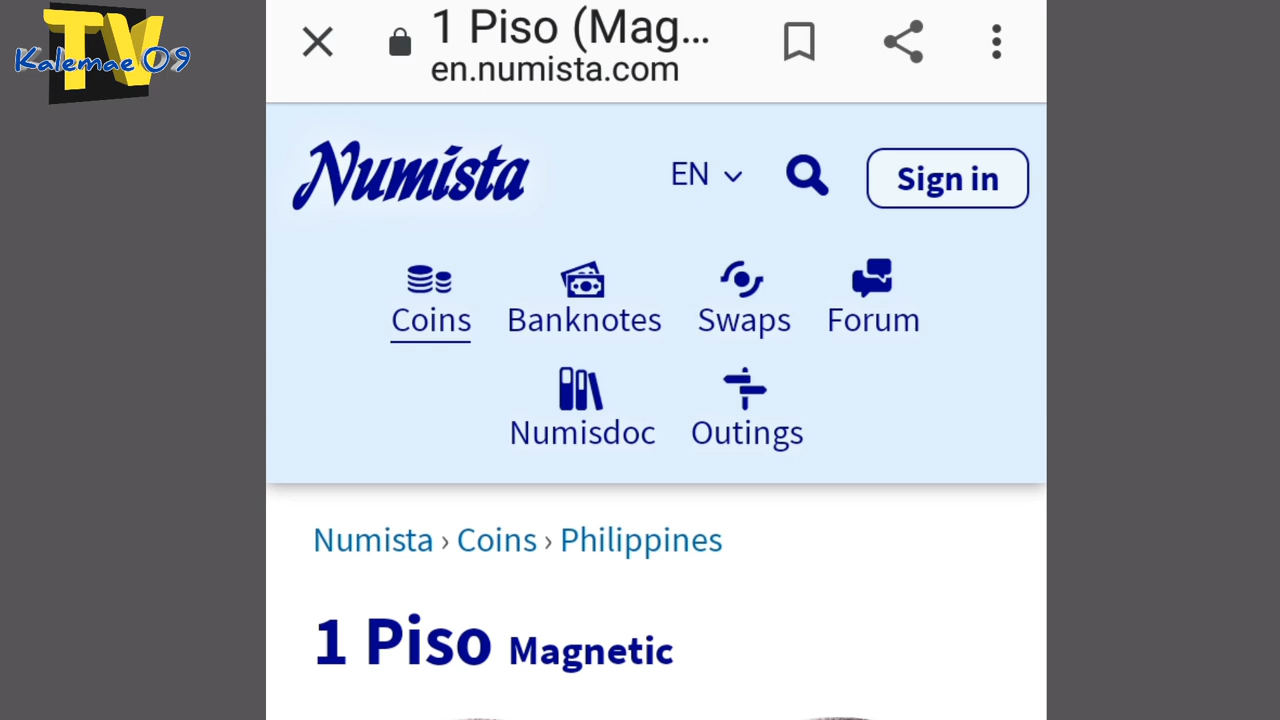 TV
Kalemae 09
1 Piso (Mag...
en.numista.com
Numista
EN
Sign in
Coins
Banknotes
Swaps
Forum
Numisdoc
Outings
Numista › Coins › Philippines
1 Piso Magnetic